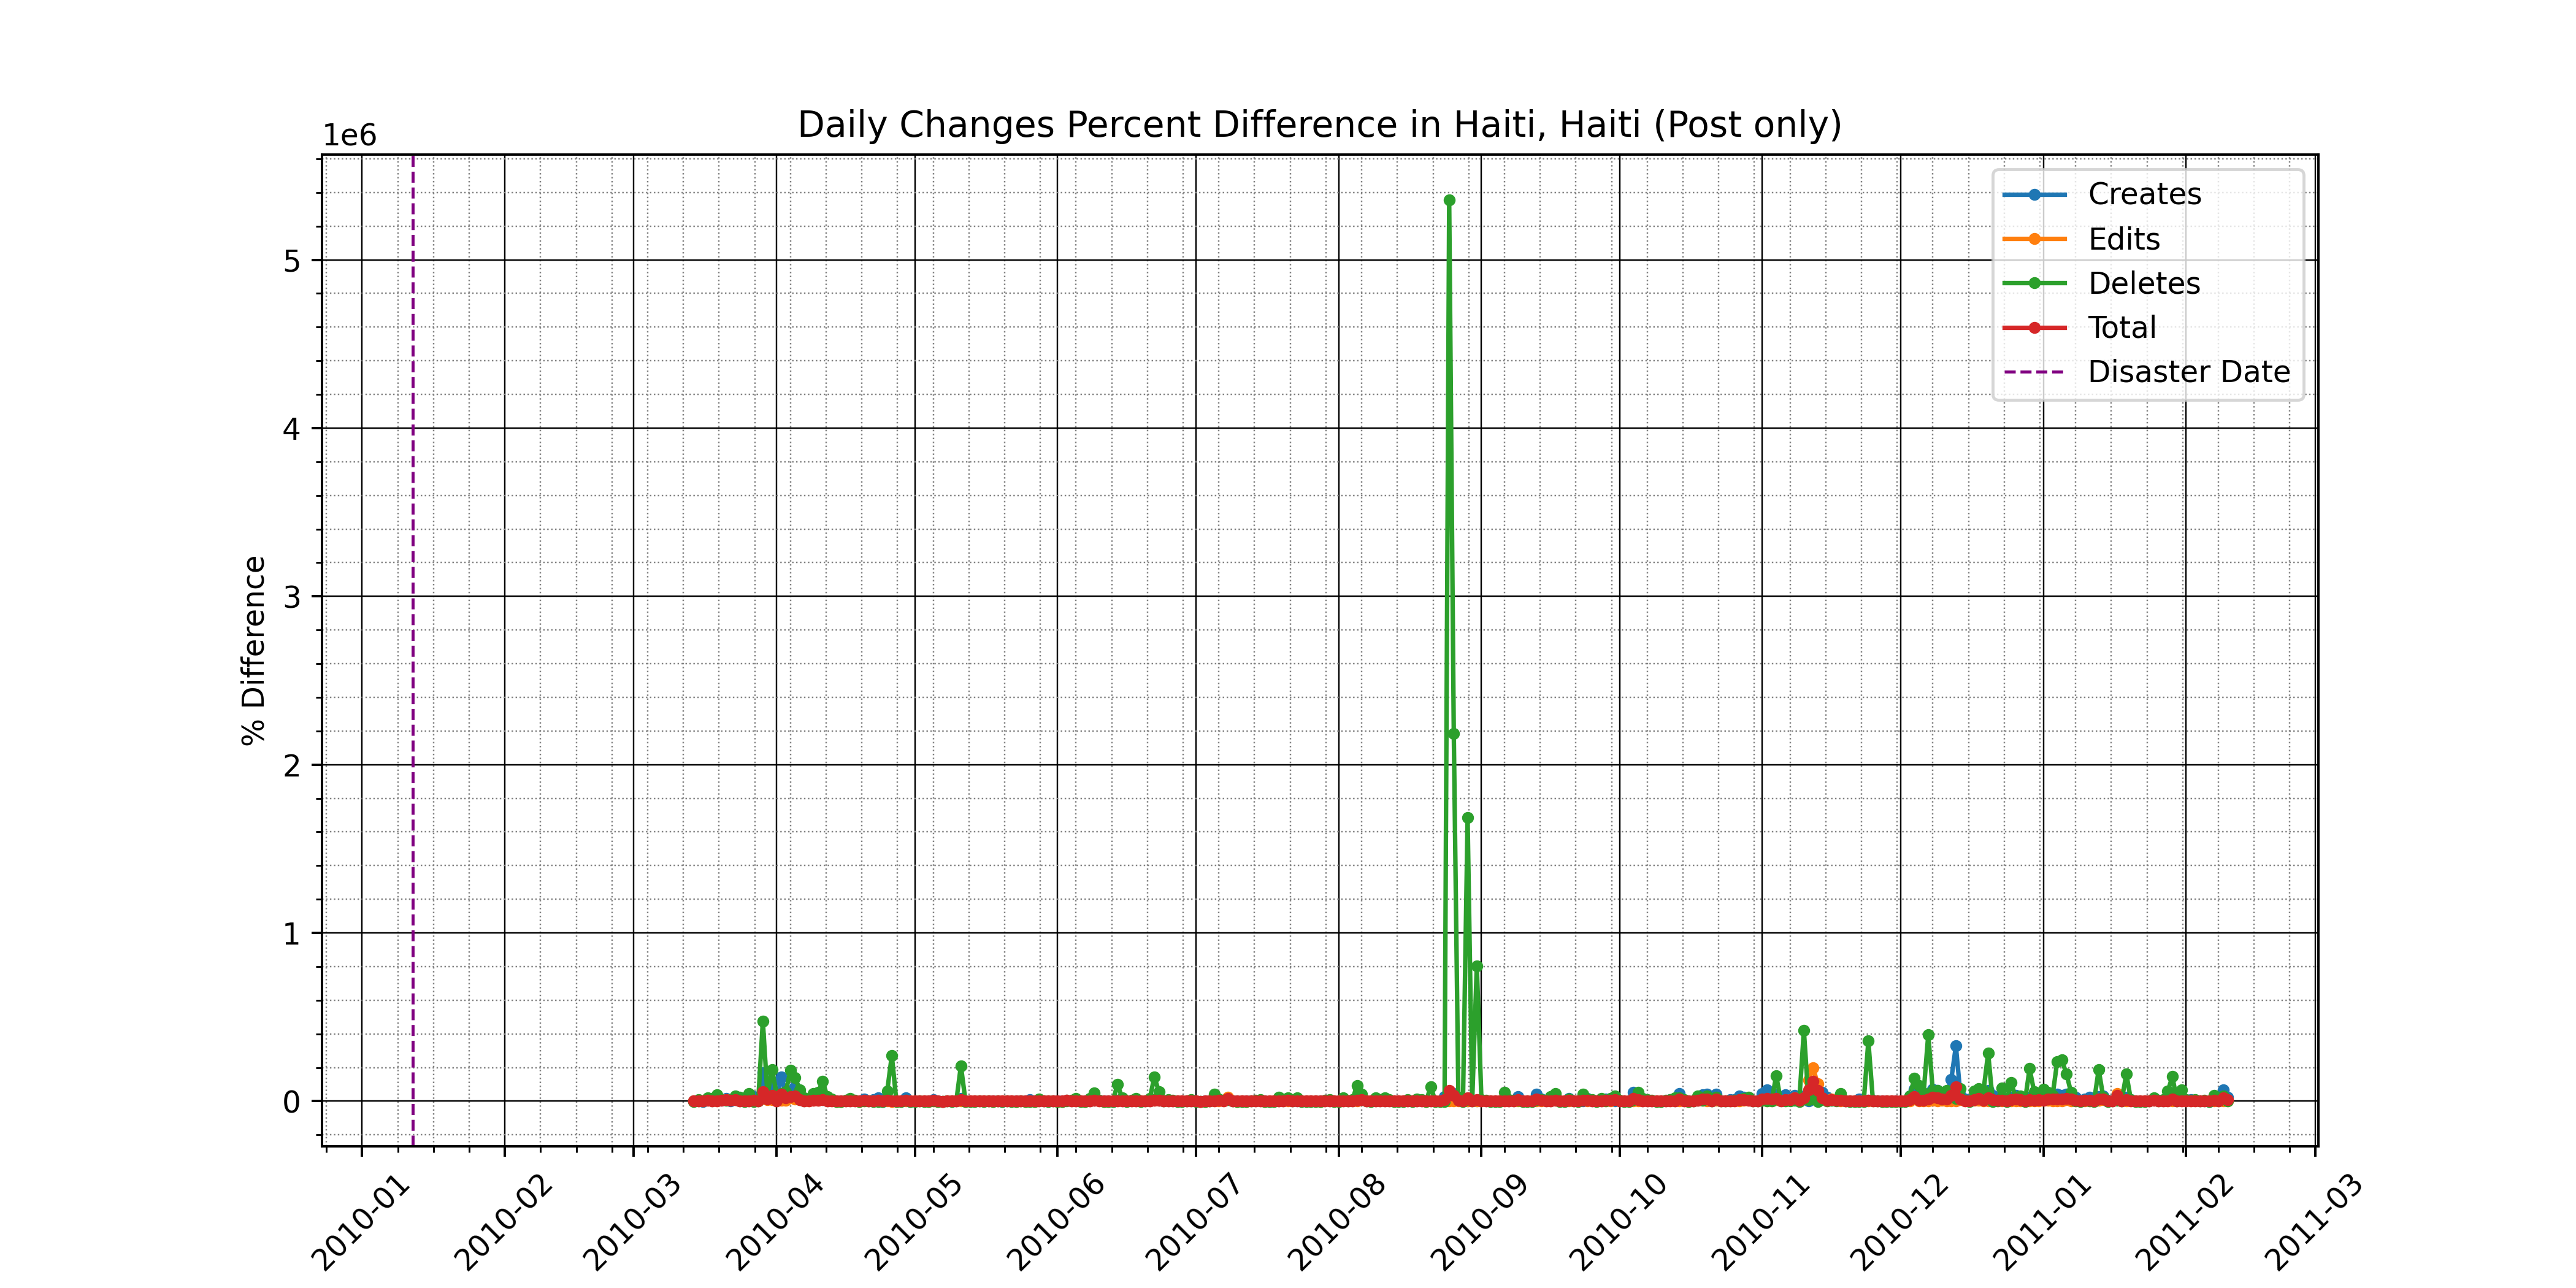 Daily Changes Percent Difference in Haiti, Haiti (Post only)
1e6
Creates
Edits
Deletes
Total
Disaster Date
5
4
3
2
1
0
% Difference
2010-01
2010-02
2010-03
2010-04
2010-05
2010-06
2010-07
2010-08
2010-09
2010-10
2010-11
2010-12
2011-01
2011-02
2011-03